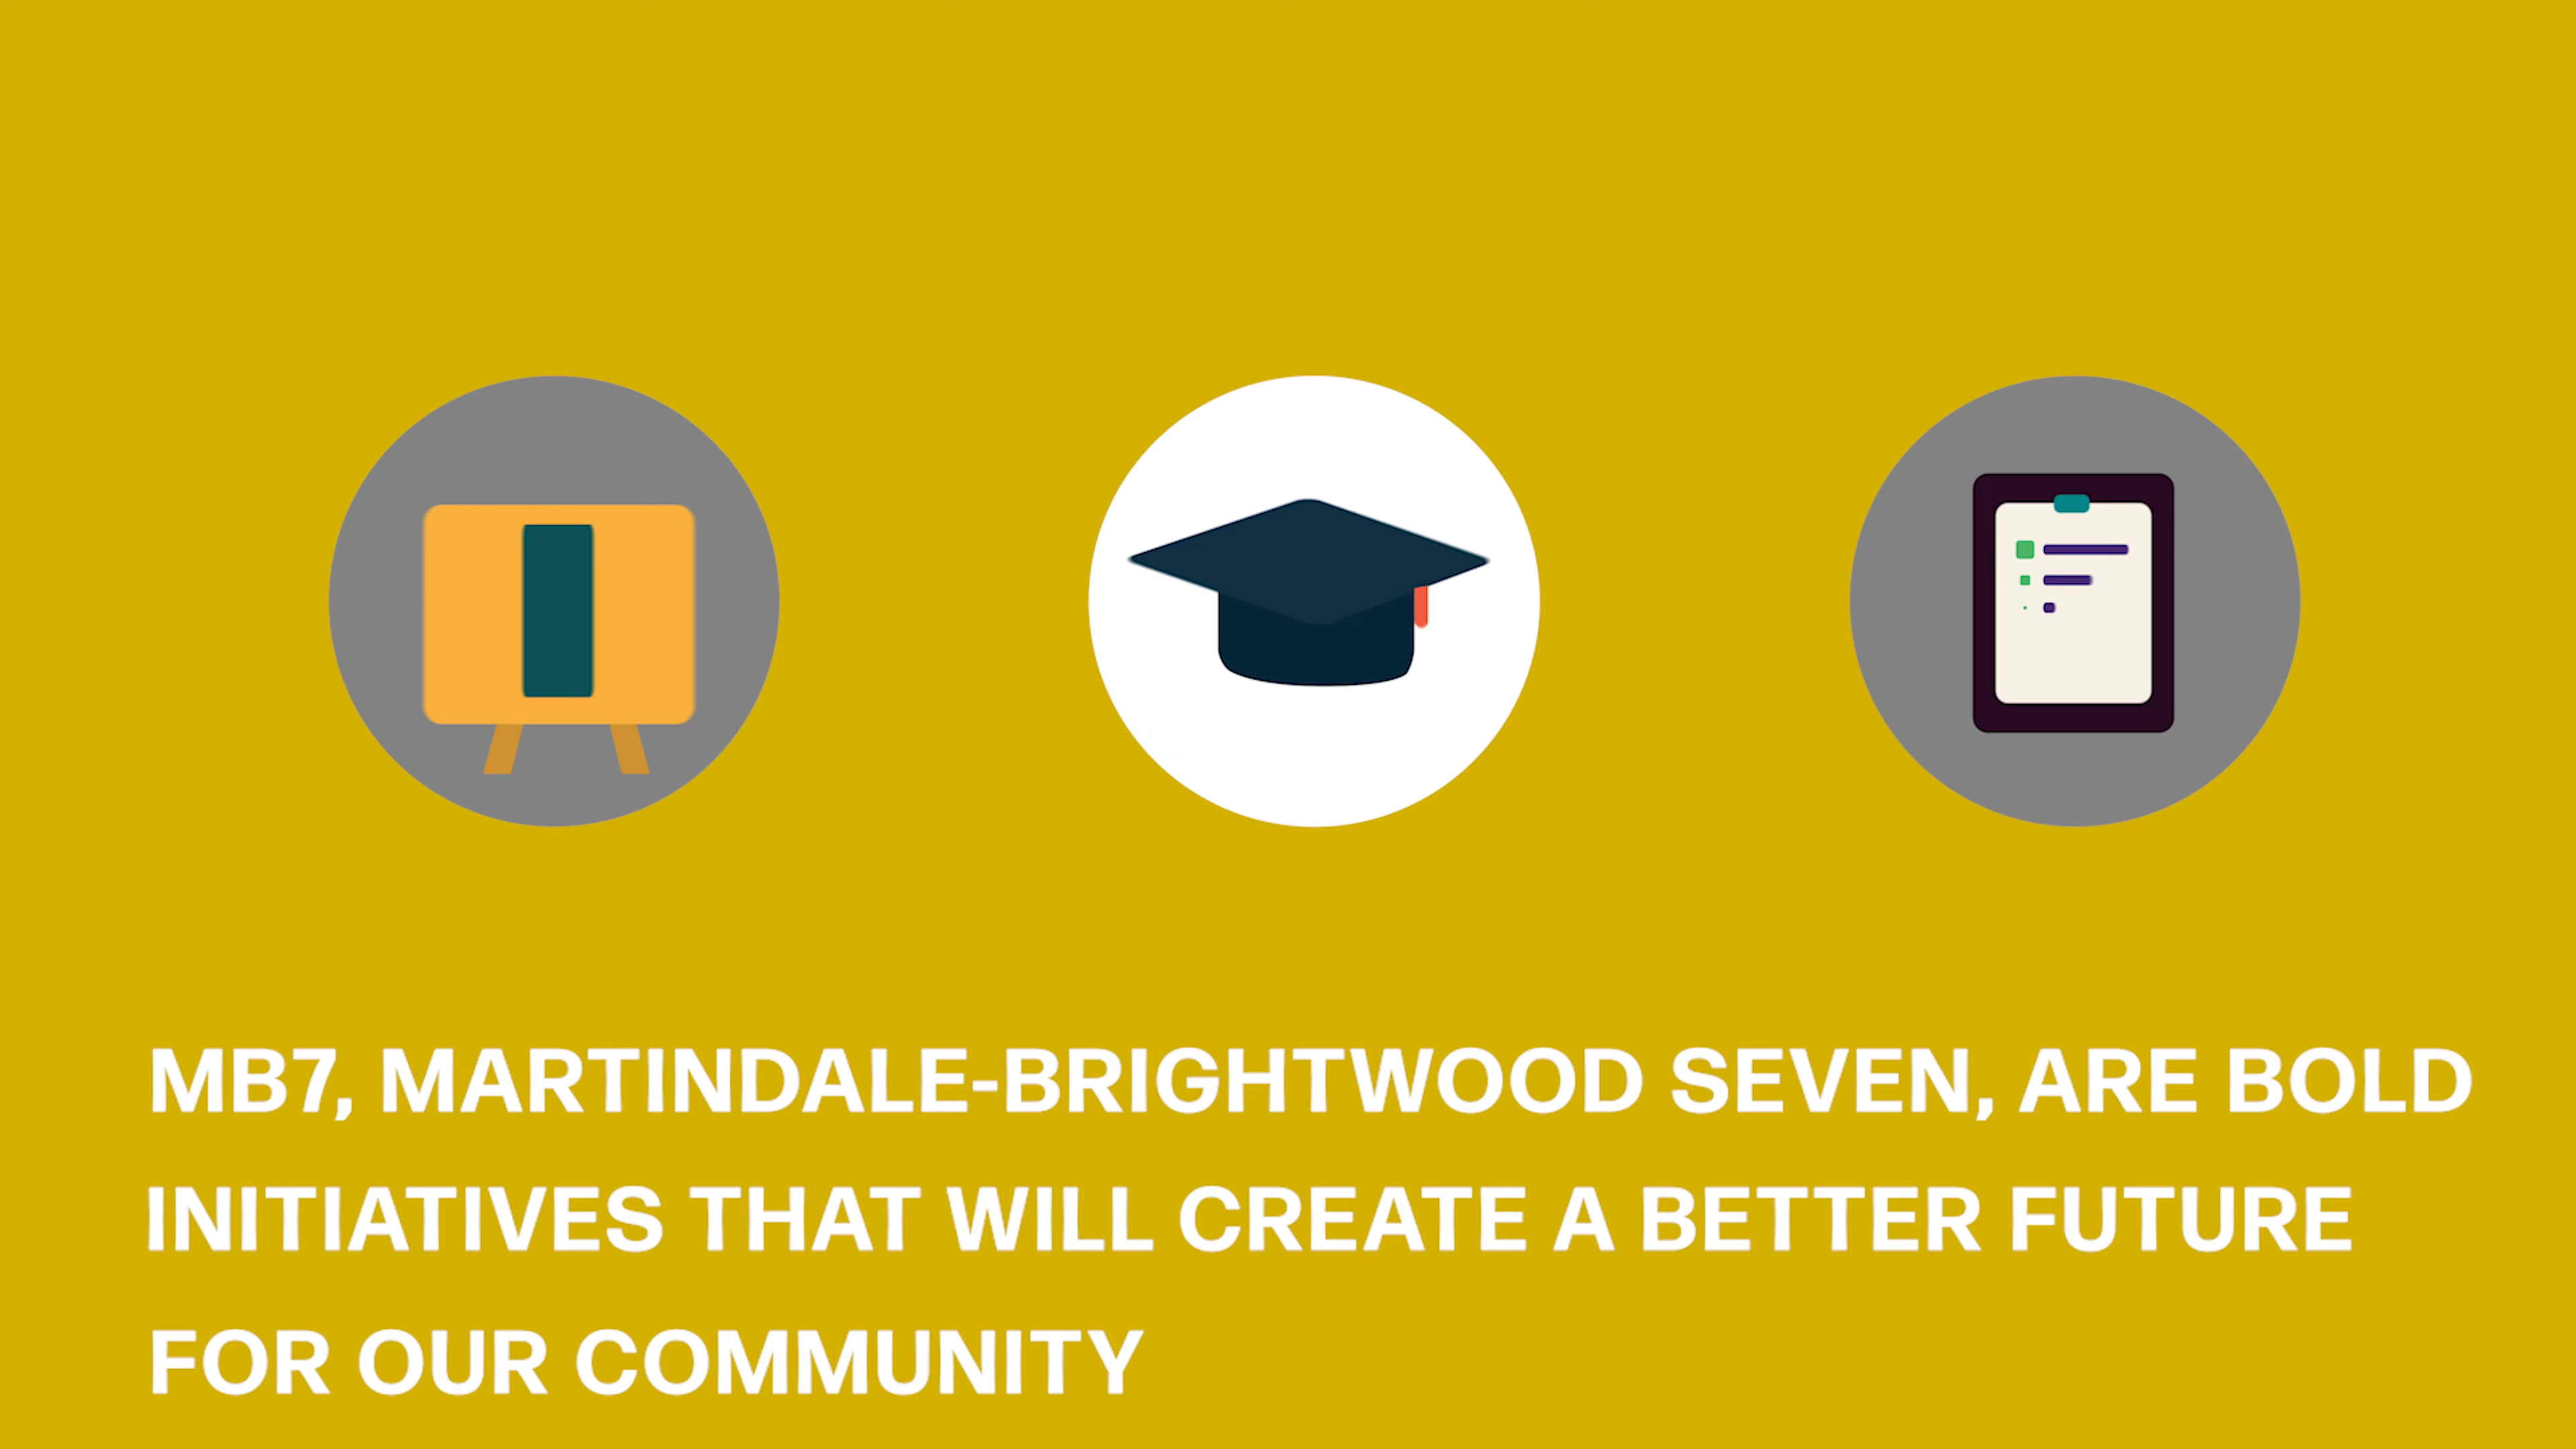 MB7, MARTINDALE-BRIGHTWOOD SEVEN, ARE BOLD
INITIATIVES THAT WILL CREATE A BETTER FUTURE
FOR OUR COMMUNITY